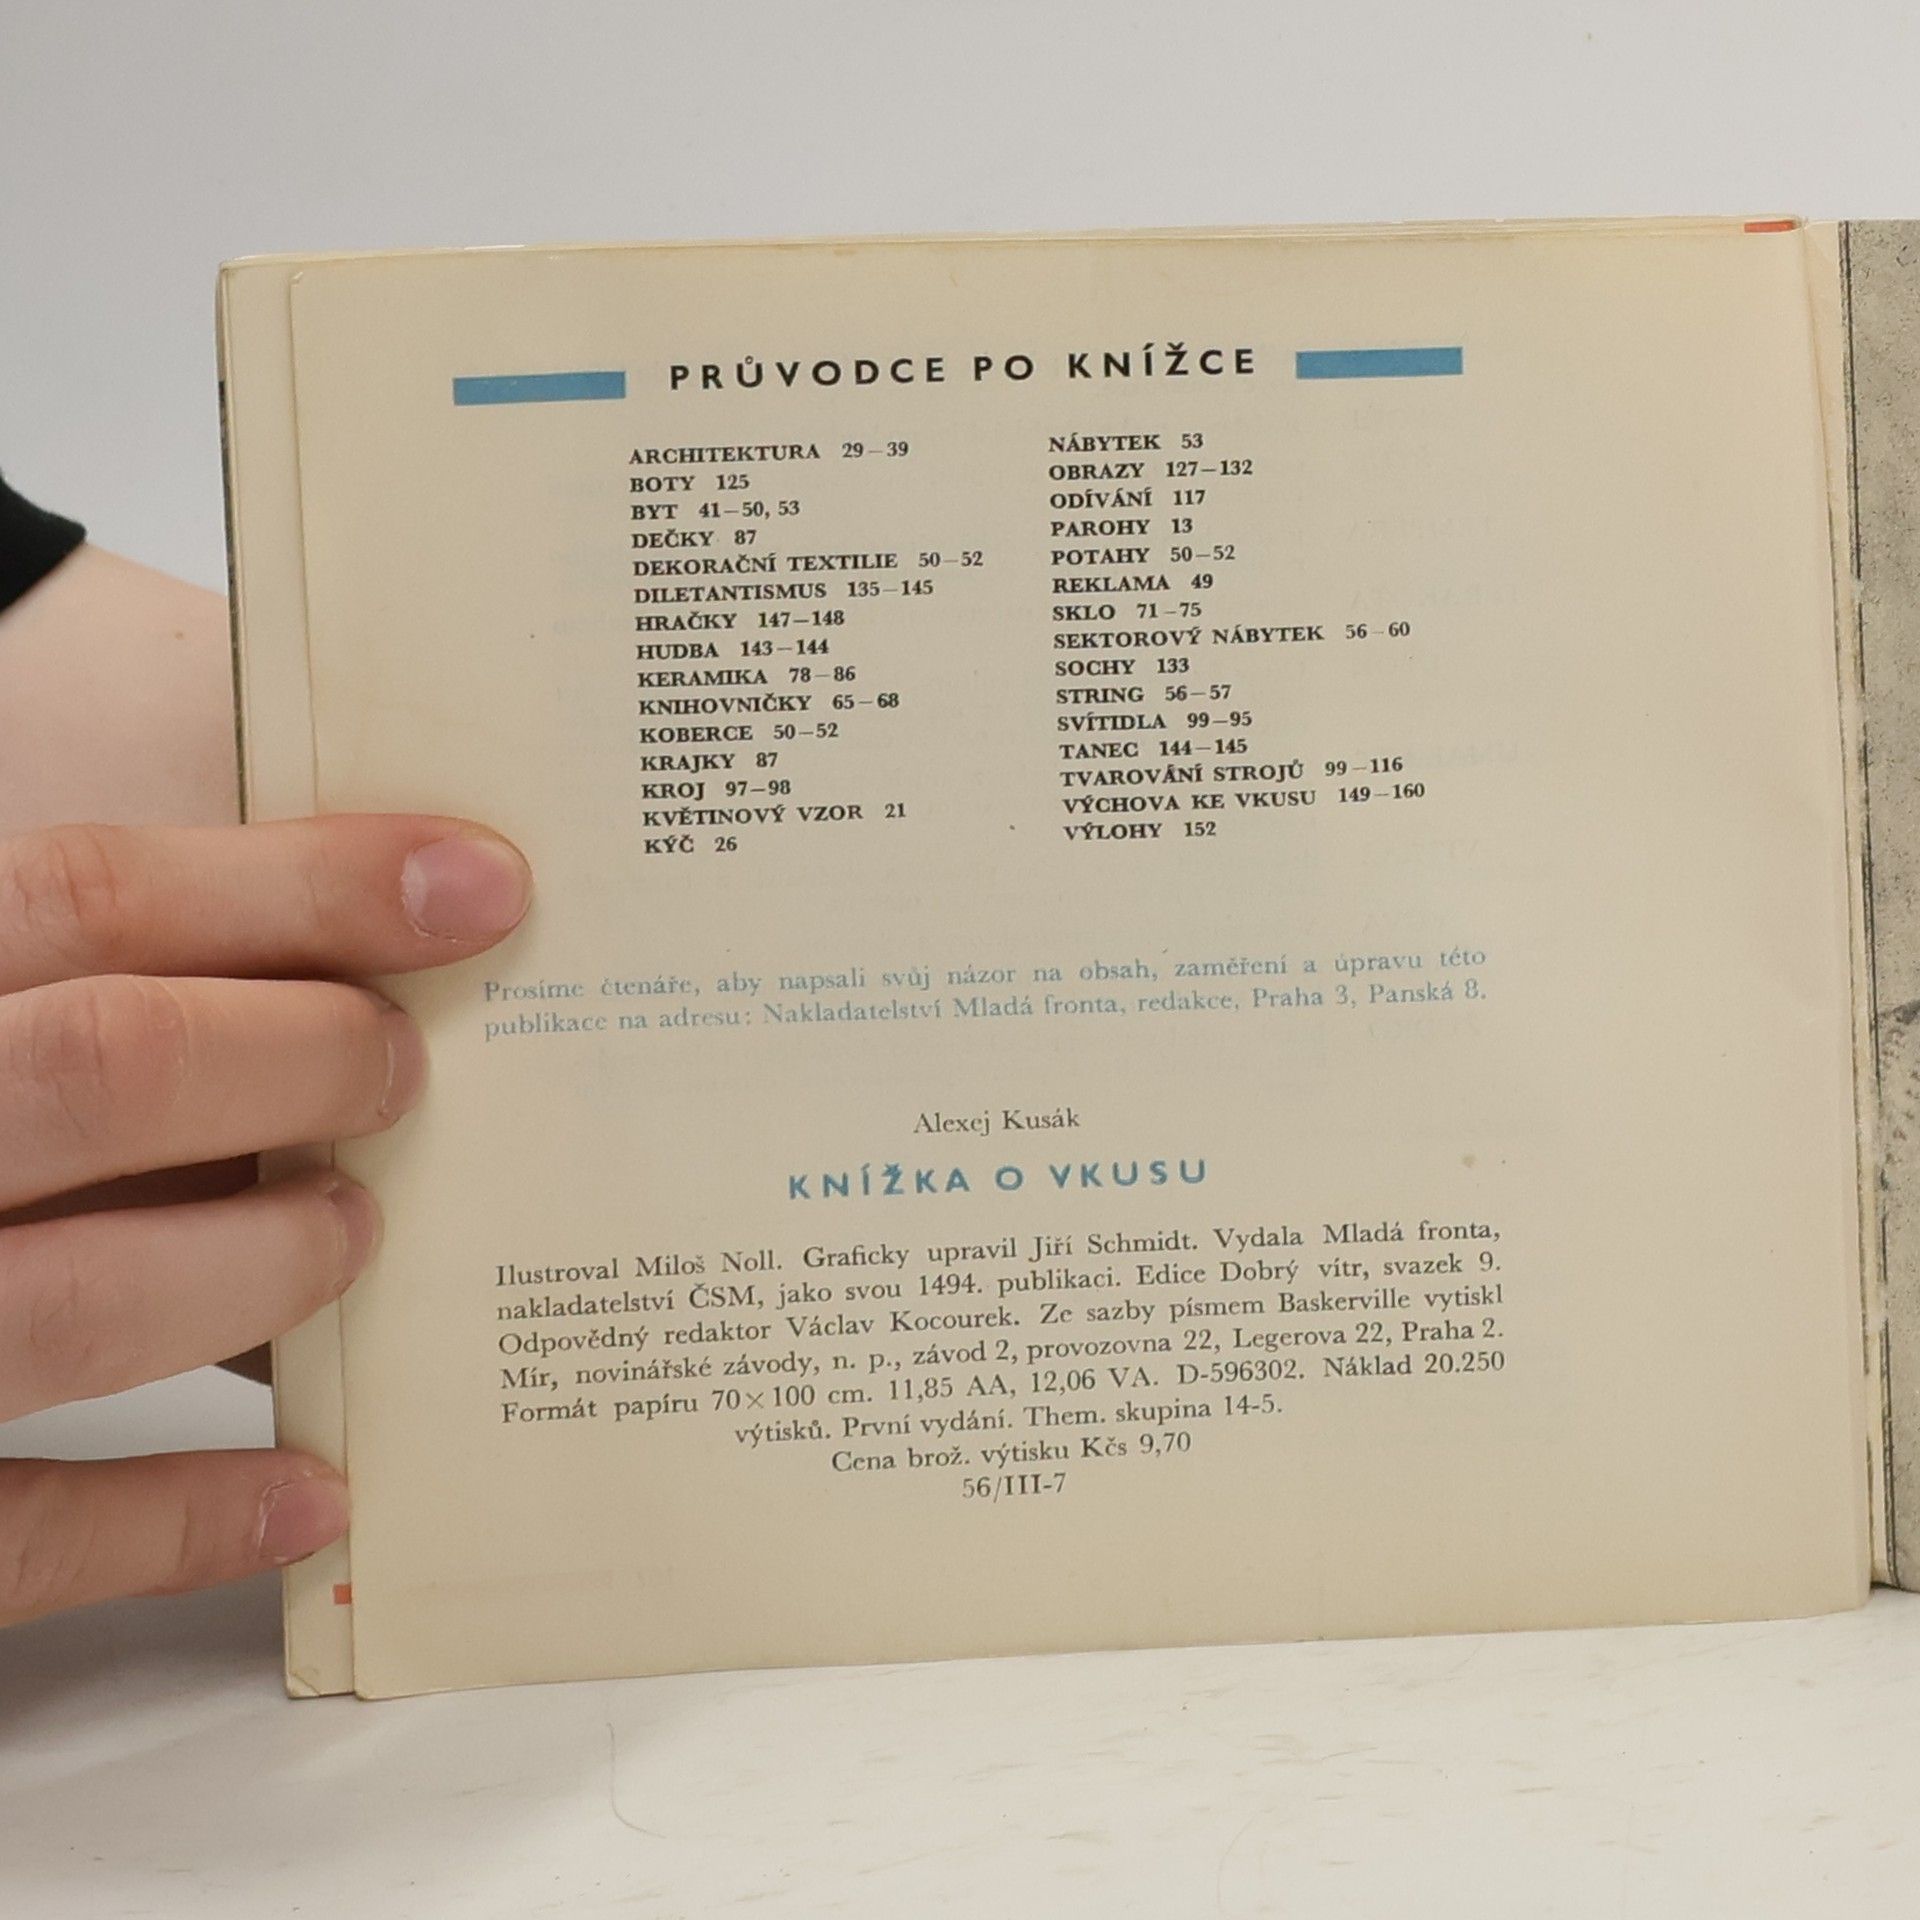 PRŮVODCE PO KNÍŽCE
ARCHITEKTURA 29–39
BOTY 125
BYT 41–50, 53
DEČKY 87
DEKORAČNÍ TEXTILIE 50–52
DILETANTISMUS 135–145
HRAČKY 147–148
HUDBA 143–144
KERAMIKA 78–86
KNIHOVNIČKY 65–68
KOBERCE 50–52
KRAJKY 87
KROJ 97–98
KVĚTINOVÝ VZOR 21
KÝČ 26
NÁBYTEK 53
OBRAZY 127–132
ODÍVÁNÍ 117
PAROHY 13
POTAHY 50–52
REKLAMA 49
SKLO 71–75
SEKTOROVÝ NÁBYTEK 56–60
SOCHY 133
STRING 56–57
SVÍTIDLA 99–95
TANEC 144–145
TVAROVÁNÍ STROJŮ 99–116
VÝCHOVA KE VKUSU 149–160
VÝLOHY 152
Prosíme čtenáře, aby napsali svůj názor na obsah, zaměření a úpravu této
publikace na adresu: Nakladatelství Mladá fronta, redakce, Praha 3, Panská 8.
Alexej Kusák
KNÍŽKA O VKUSU
Ilustroval Miloš Noll. Graficky upravil Jiří Schmidt. Vydala Mladá fronta,
nakladatelství ČSM, jako svou 1494. publikaci. Edice Dobrý vítr, svazek 9.
Odpovědný redaktor Václav Kocourek. Ze sazby písmem Baskerville vytiskl
Mír, novinářské závody, n. p., závod 2, provozovna 22, Legerova 22, Praha 2.
Formát papíru 70×100 cm. 11,85 AA, 12,06 VA. D-596302. Náklad 20.250
výtisků. První vydání. Them. skupina 14-5.
Cena brož. výtisku Kčs 9,70
56/III-7